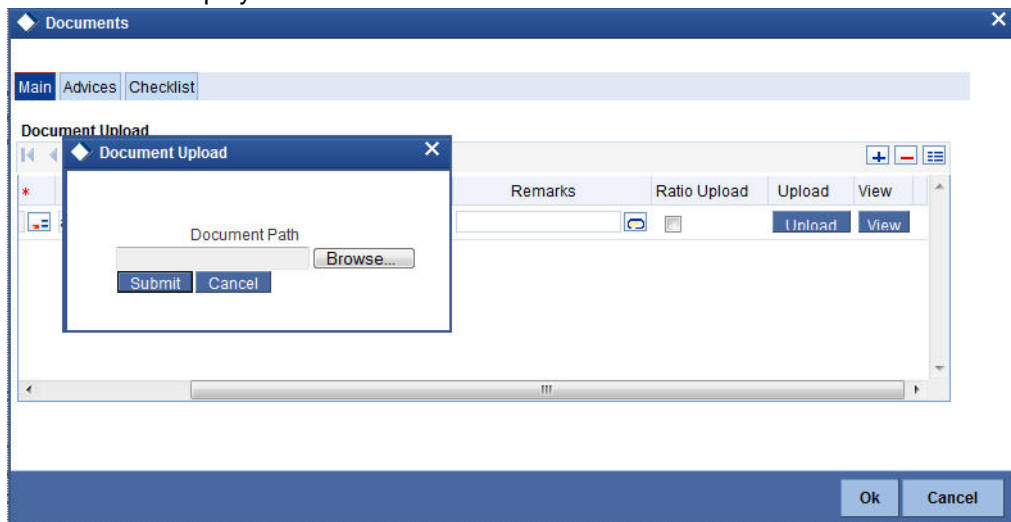 Documents
Main Advices Checklist
Document Upload
Document Upload
* Remarks Ratio Upload Upload View
Upload View
Document Path
Browse...
Submit Cancel
Ok Cancel